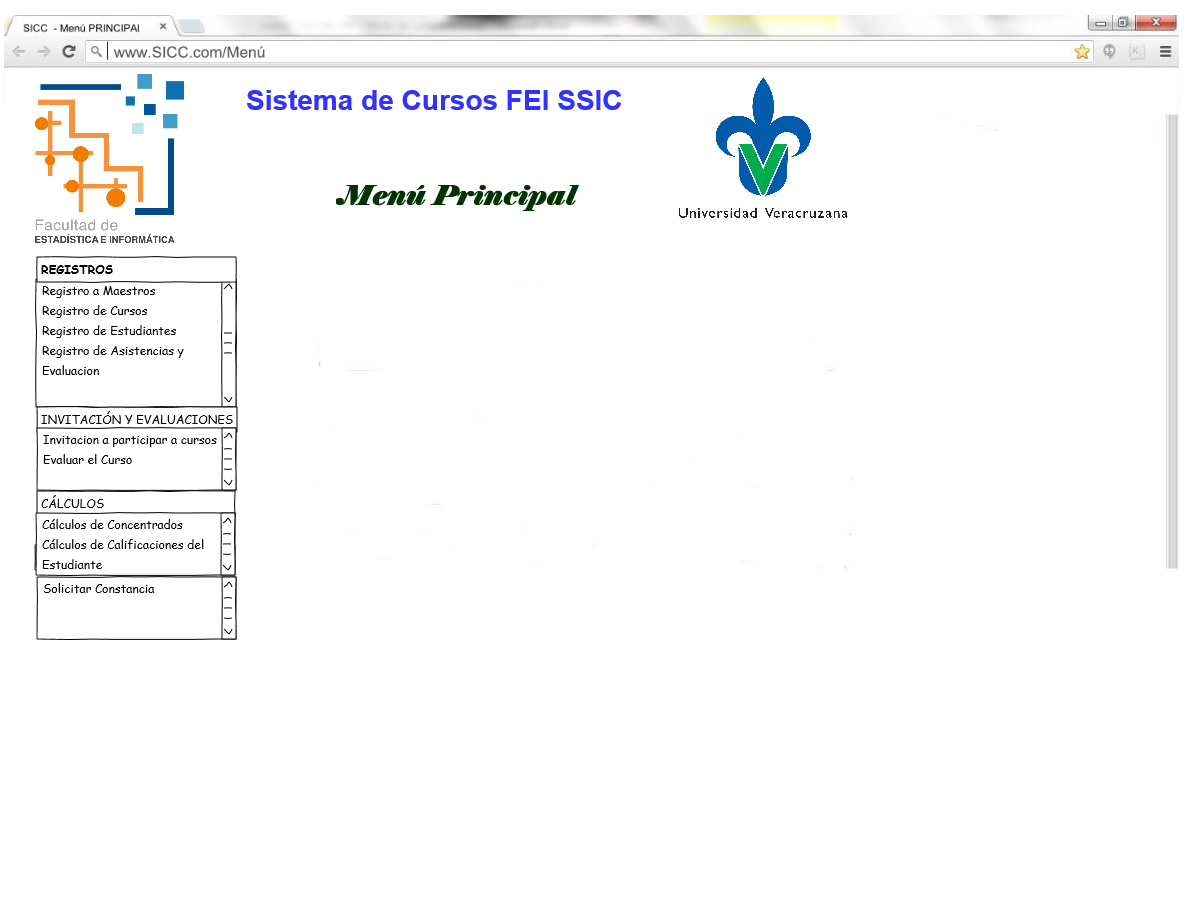 SICC - Menú PRINCIPAl
www.SICC.com/Menú
Sistema de Cursos FEI SSIC
Menú Principal
Universidad Veracruzana
Facultad de
ESTADÍSTICA E INFORMÁTICA
REGISTROS
Registro a Maestros
Registro de Cursos
Registro de Estudiantes
Registro de Asistencias y
Evaluacion
INVITACIÓN Y EVALUACIONES
Invitacion a participar a cursos
Evaluar el Curso
CÁLCULOS
Cálculos de Concentrados
Cálculos de Calificaciones del
Estudiante
Solicitar Constancia